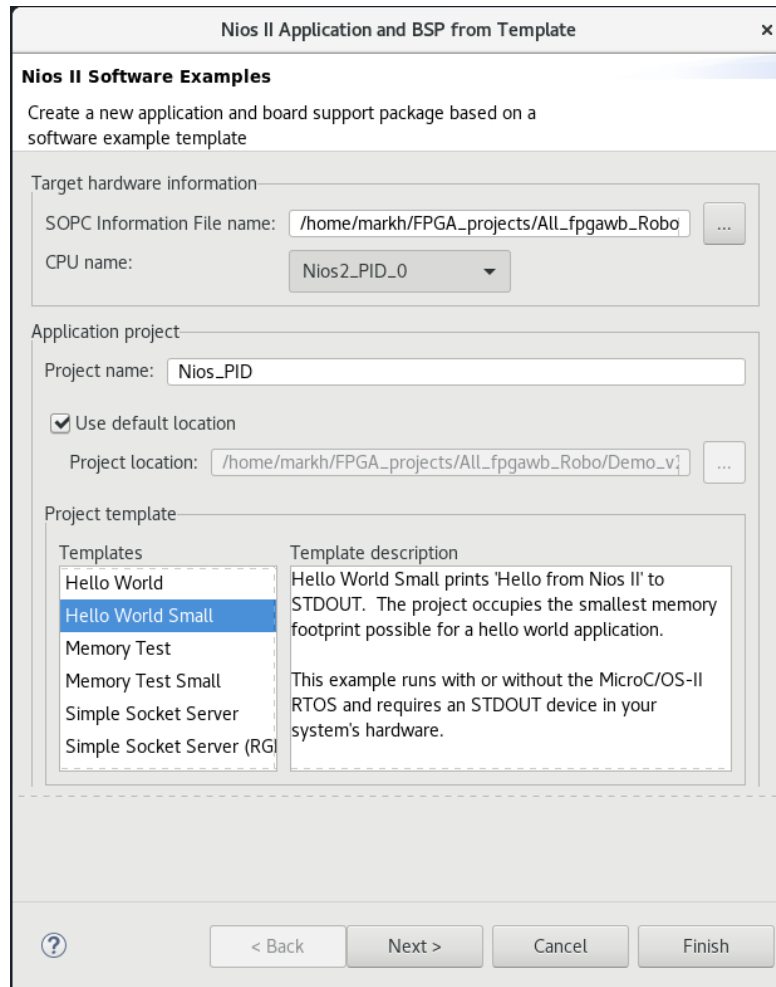 Nios II Application and BSP from Template
×
Nios II Software Examples
Create a new application and board support package based on a
software example template
Target hardware information
SOPC Information File name: /home/markh/FPGA_projects/All_fpgawb_Robo ...
CPU name: Nios2_PID_0
Application project
Project name: Nios_PID
Use default location
Project location: /home/markh/FPGA_projects/All_fpgawb_Robo/Demo_v ...
Project template
Templates
Hello World
Hello World Small
Memory Test
Memory Test Small
Simple Socket Server
Simple Socket Server (RG
Template description
Hello World Small prints 'Hello from Nios II' to
STDOUT. The project occupies the smallest memory
footprint possible for a hello world application.
This example runs with or without the MicroC/OS-II
RTOS and requires an STDOUT device in your
system's hardware.
? < Back Next > Cancel Finish